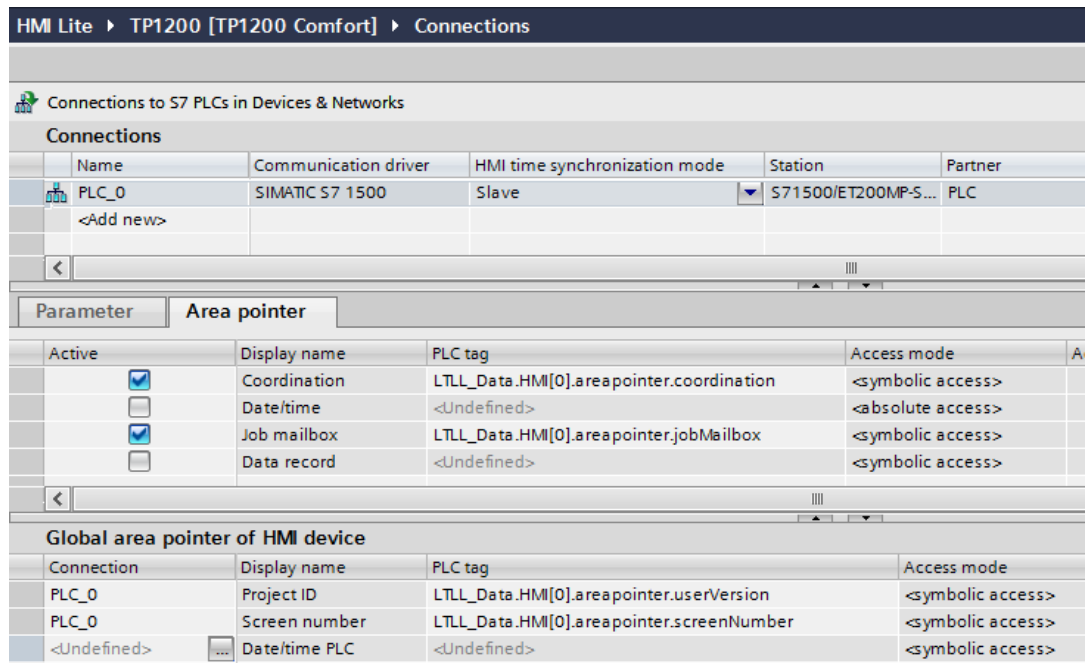 HMI Lite ▸ TP1200 [TP1200 Comfort] ▸ Connections
Connections to S7 PLCs in Devices & Networks
Connections
Name Communication driver HMI time synchronization mode Station Partner
PLC_0 SIMATIC S7 1500 Slave S71500/ET200MP-S... PLC
<Add new>
Parameter Area pointer
Active Display name PLC tag Access mode
Coordination LTLL_Data.HMI[0].areapointer.coordination <symbolic access>
Date/time <Undefined> <absolute access>
Job mailbox LTLL_Data.HMI[0].areapointer.jobMailbox <symbolic access>
Data record <Undefined> <symbolic access>
Global area pointer of HMI device
Connection Display name PLC tag Access mode
PLC_0 Project ID LTLL_Data.HMI[0].areapointer.userVersion <symbolic access>
PLC_0 Screen number LTLL_Data.HMI[0].areapointer.screenNumber <symbolic access>
<Undefined> ... Date/time PLC <Undefined> <symbolic access>